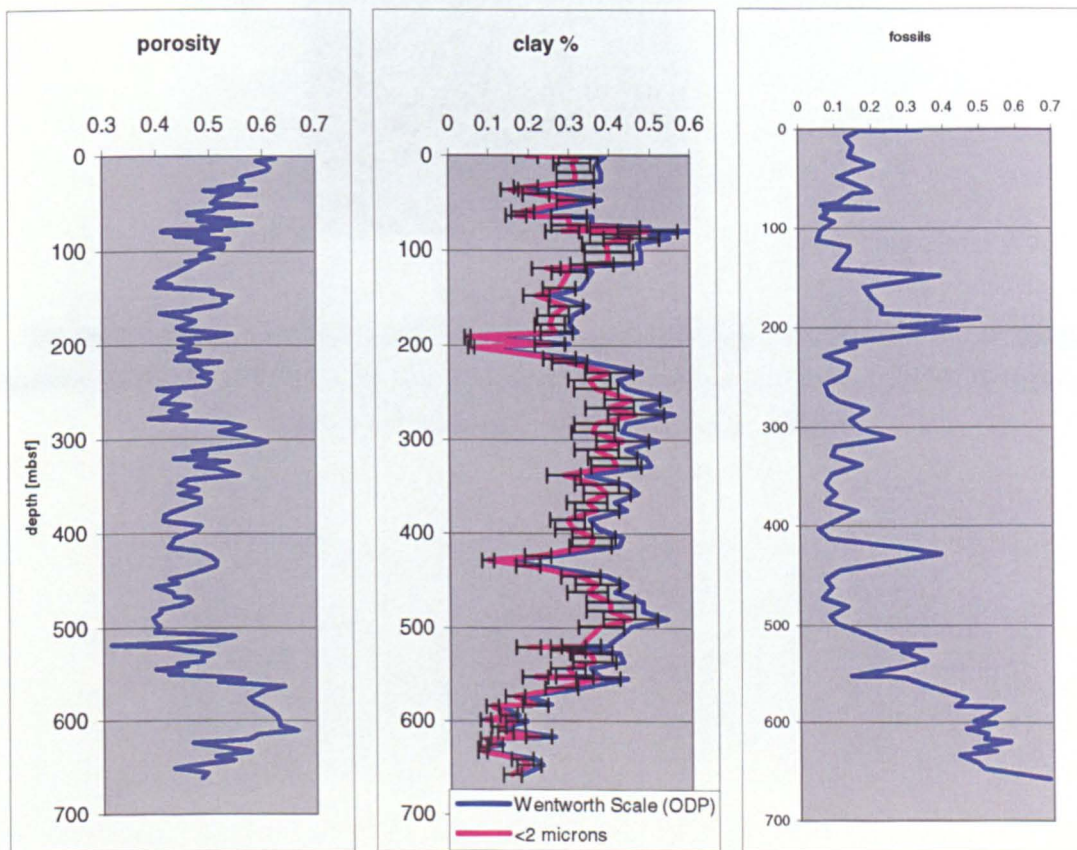 porosity
0.3 0.4 0.5 0.6 0.7
0
100
200
300
400
500
600
700
depth [mbsf]
clay %
0 0.1 0.2 0.3 0.4 0.5 0.6
0
100
200
300
400
500
600
700
Wentworth Scale (ODP)
<2 microns
fossils
0 0.1 0.2 0.3 0.4 0.5 0.6 0.7
0
100
200
300
400
500
600
700